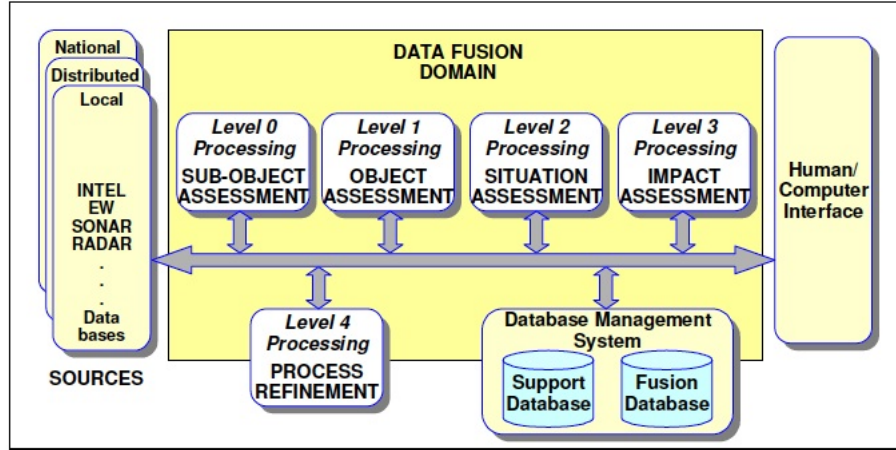 National
Distributed
Local
INTEL
EW
SONAR
RADAR
.
.
.
Data
bases
SOURCES
DATA FUSION
DOMAIN
Level 0
Processing
SUB-OBJECT
ASSESSMENT
Level 1
Processing
OBJECT
ASSESSMENT
Level 2
Processing
SITUATION
ASSESSMENT
Level 3
Processing
IMPACT
ASSESSMENT
Level 4
Processing
PROCESS
REFINEMENT
Database Management
System
Support
Database
Fusion
Database
Human/
Computer
Interface